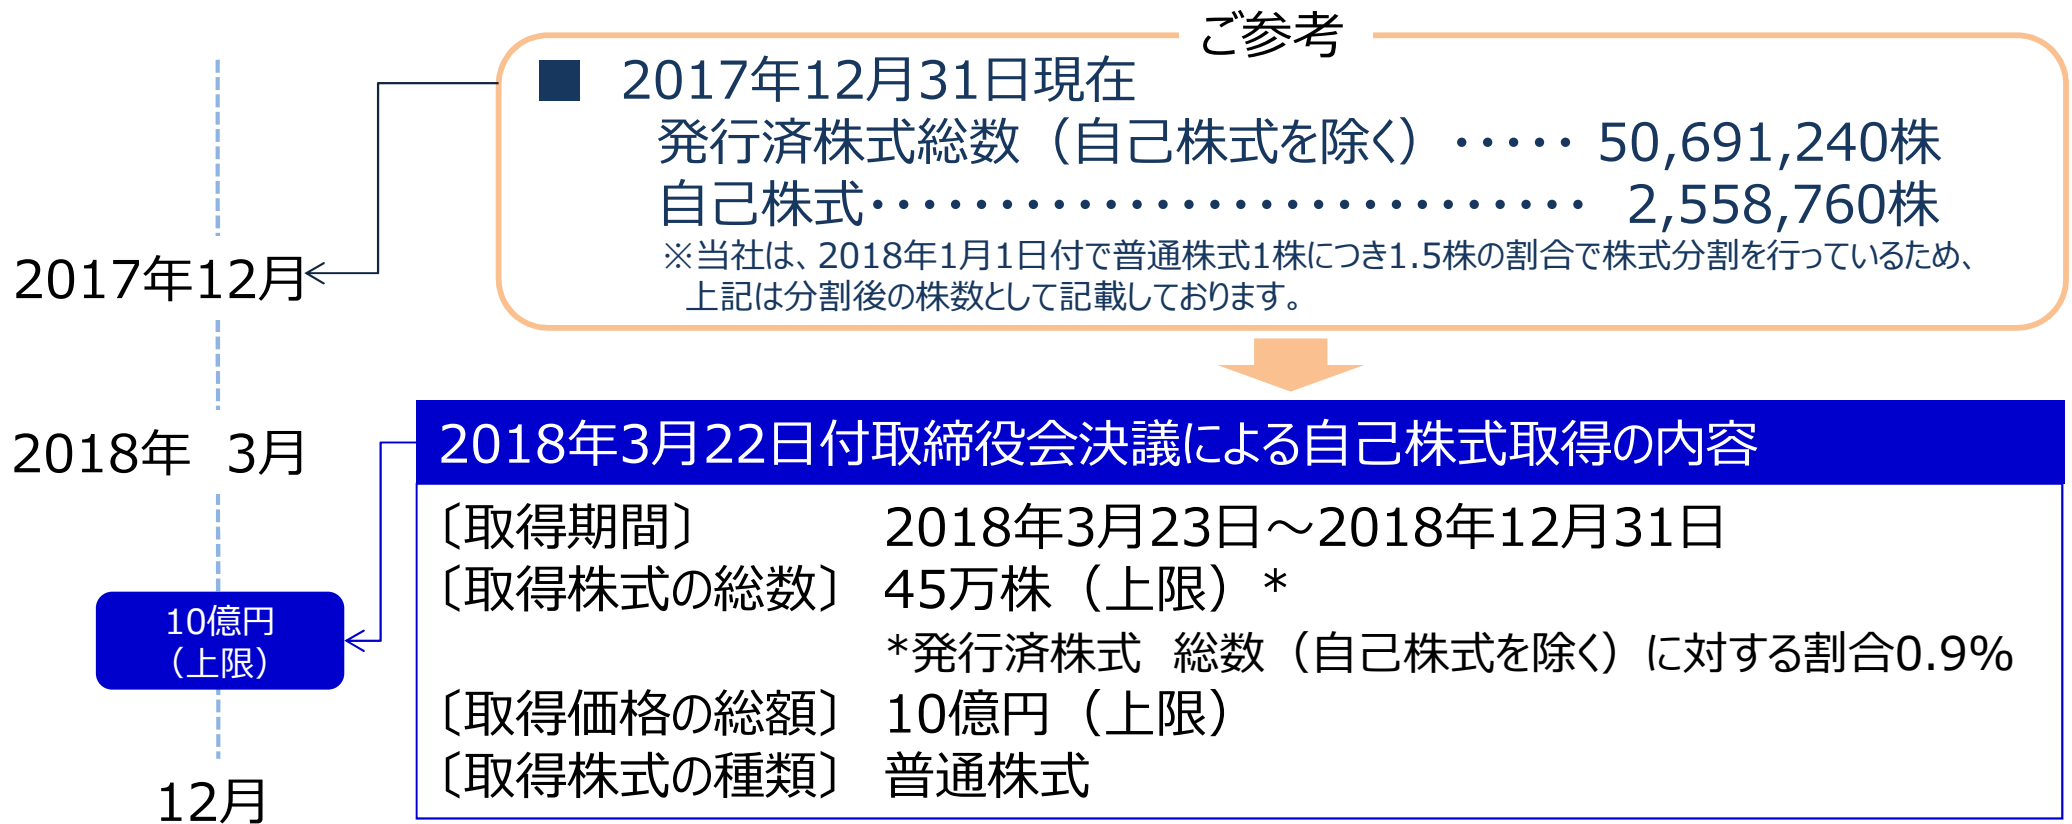 ご参考
■ 2017年12月31日現在
発行済株式総数（自己株式を除く）･････ 50,691,240株
自己株式････････････････････････････ 2,558,760株
※当社は、2018年1月1日付で普通株式1株につき1.5株の割合で株式分割を行っているため、
上記は分割後の株数として記載しております。
2017年12月
2018年 3月
10億円
（上限）
12月
2018年3月22日付取締役会決議による自己株式取得の内容
〔取得期間〕 2018年3月23日～2018年12月31日
〔取得株式の総数〕 45万株（上限）*
*発行済株式 総数（自己株式を除く）に対する割合0.9%
〔取得価格の総額〕 10億円（上限）
〔取得株式の種類〕 普通株式